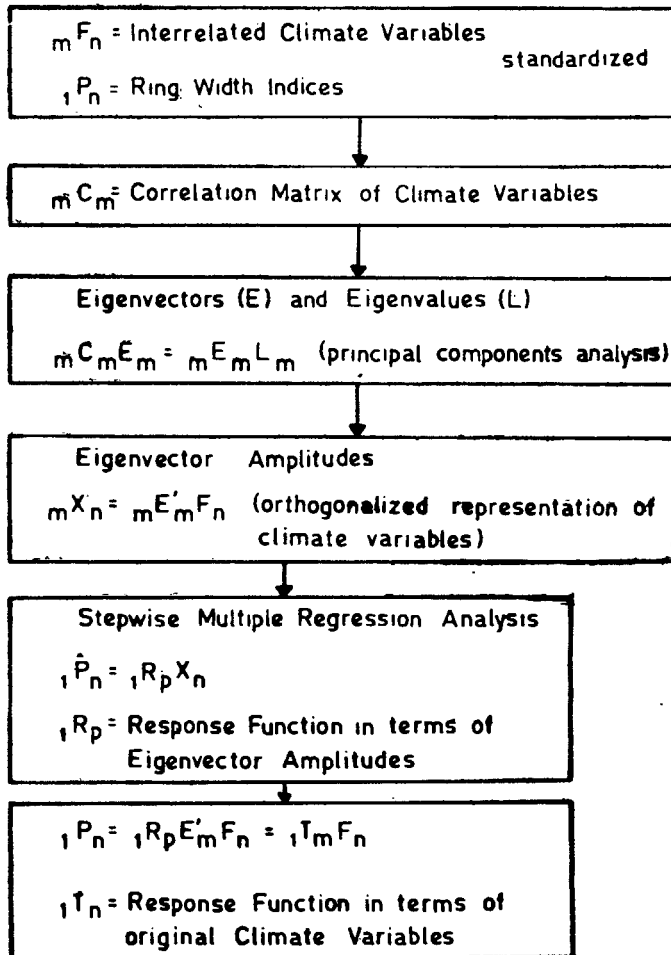 ₘFₙ = Interrelated Climate Variables
standardized
₁Pₙ = Ring Width Indices
ₘCₘ = Correlation Matrix of Climate Variables
Eigenvectors (E) and Eigenvalues (L)
ₘCₘEₘ = ₘEₘLₘ (principal components analysis)
Eigenvector Amplitudes
ₘXₙ = ₘE'ₘFₙ (orthogonalized representation of
climate variables)
Stepwise Multiple Regression Analysis
₁P̂ₙ = ₁RₚXₙ
₁Rₚ = Response Function in terms of
Eigenvector Amplitudes
₁Pₙ = ₁RₚE'ₘFₙ = ₁TₘFₙ
₁Tₙ = Response Function in terms of
original Climate Variables